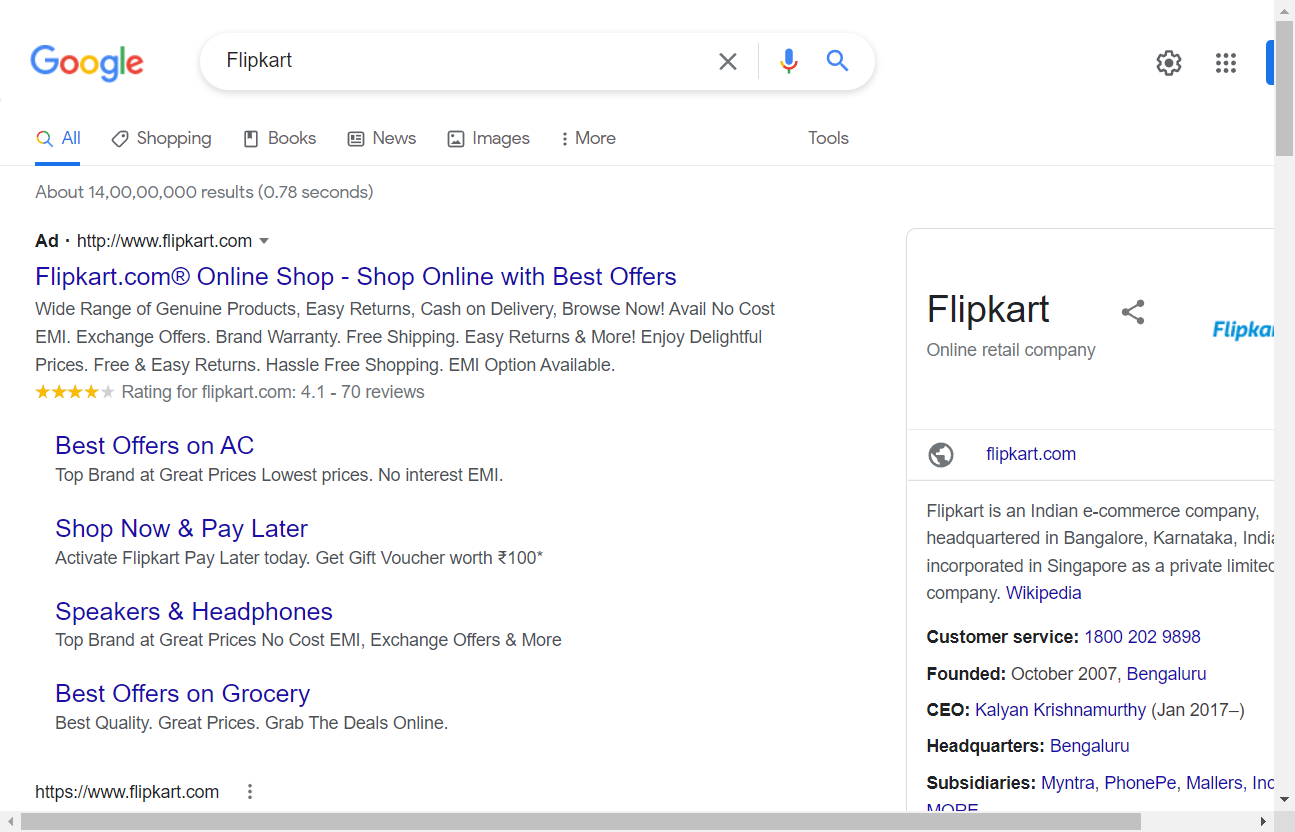 Google
Flipkart
All
Shopping
Books
News
Images
More
Tools
About 14,00,00,000 results (0.78 seconds)
Ad · http://www.flipkart.com
Flipkart.com® Online Shop - Shop Online with Best Offers
Wide Range of Genuine Products, Easy Returns, Cash on Delivery, Browse Now! Avail No Cost
EMI. Exchange Offers. Brand Warranty. Free Shipping. Easy Returns & More! Enjoy Delightful
Prices. Free & Easy Returns. Hassle Free Shopping. EMI Option Available.
Rating for flipkart.com: 4.1 - 70 reviews
Best Offers on AC
Top Brand at Great Prices Lowest prices. No interest EMI.
Shop Now & Pay Later
Activate Flipkart Pay Later today. Get Gift Voucher worth ₹100*
Speakers & Headphones
Top Brand at Great Prices No Cost EMI, Exchange Offers & More
Best Offers on Grocery
Best Quality. Great Prices. Grab The Deals Online.
https://www.flipkart.com
Flipkart
Online retail company
flipkart.com
Flipkart is an Indian e-commerce company,
headquartered in Bangalore, Karnataka,
incorporated in Singapore as a private limited
company. Wikipedia
Customer service: 1800 202 9898
Founded: October 2007, Bengaluru
CEO: Kalyan Krishnamurthy (Jan 2017–)
Headquarters: Bengaluru
Subsidiaries: Myntra, PhonePe, Mallers, Inc
MORE